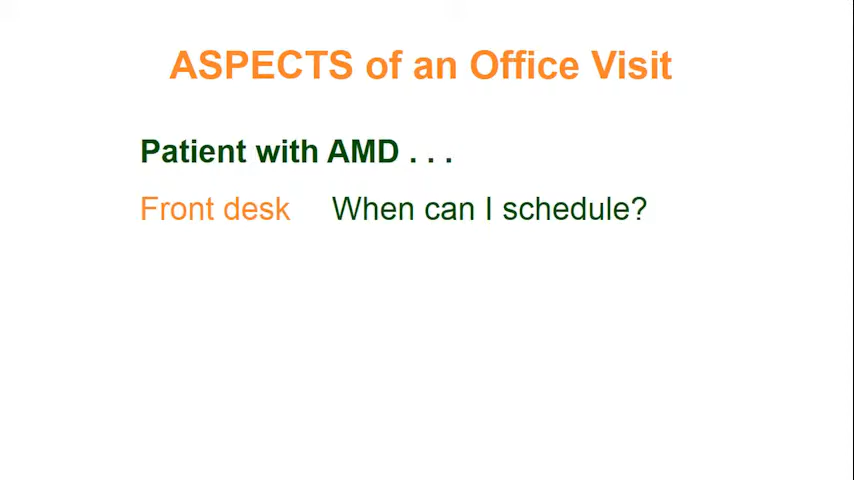 ASPECTS of an Office Visit
Patient with AMD . . .
Front desk When can I schedule?